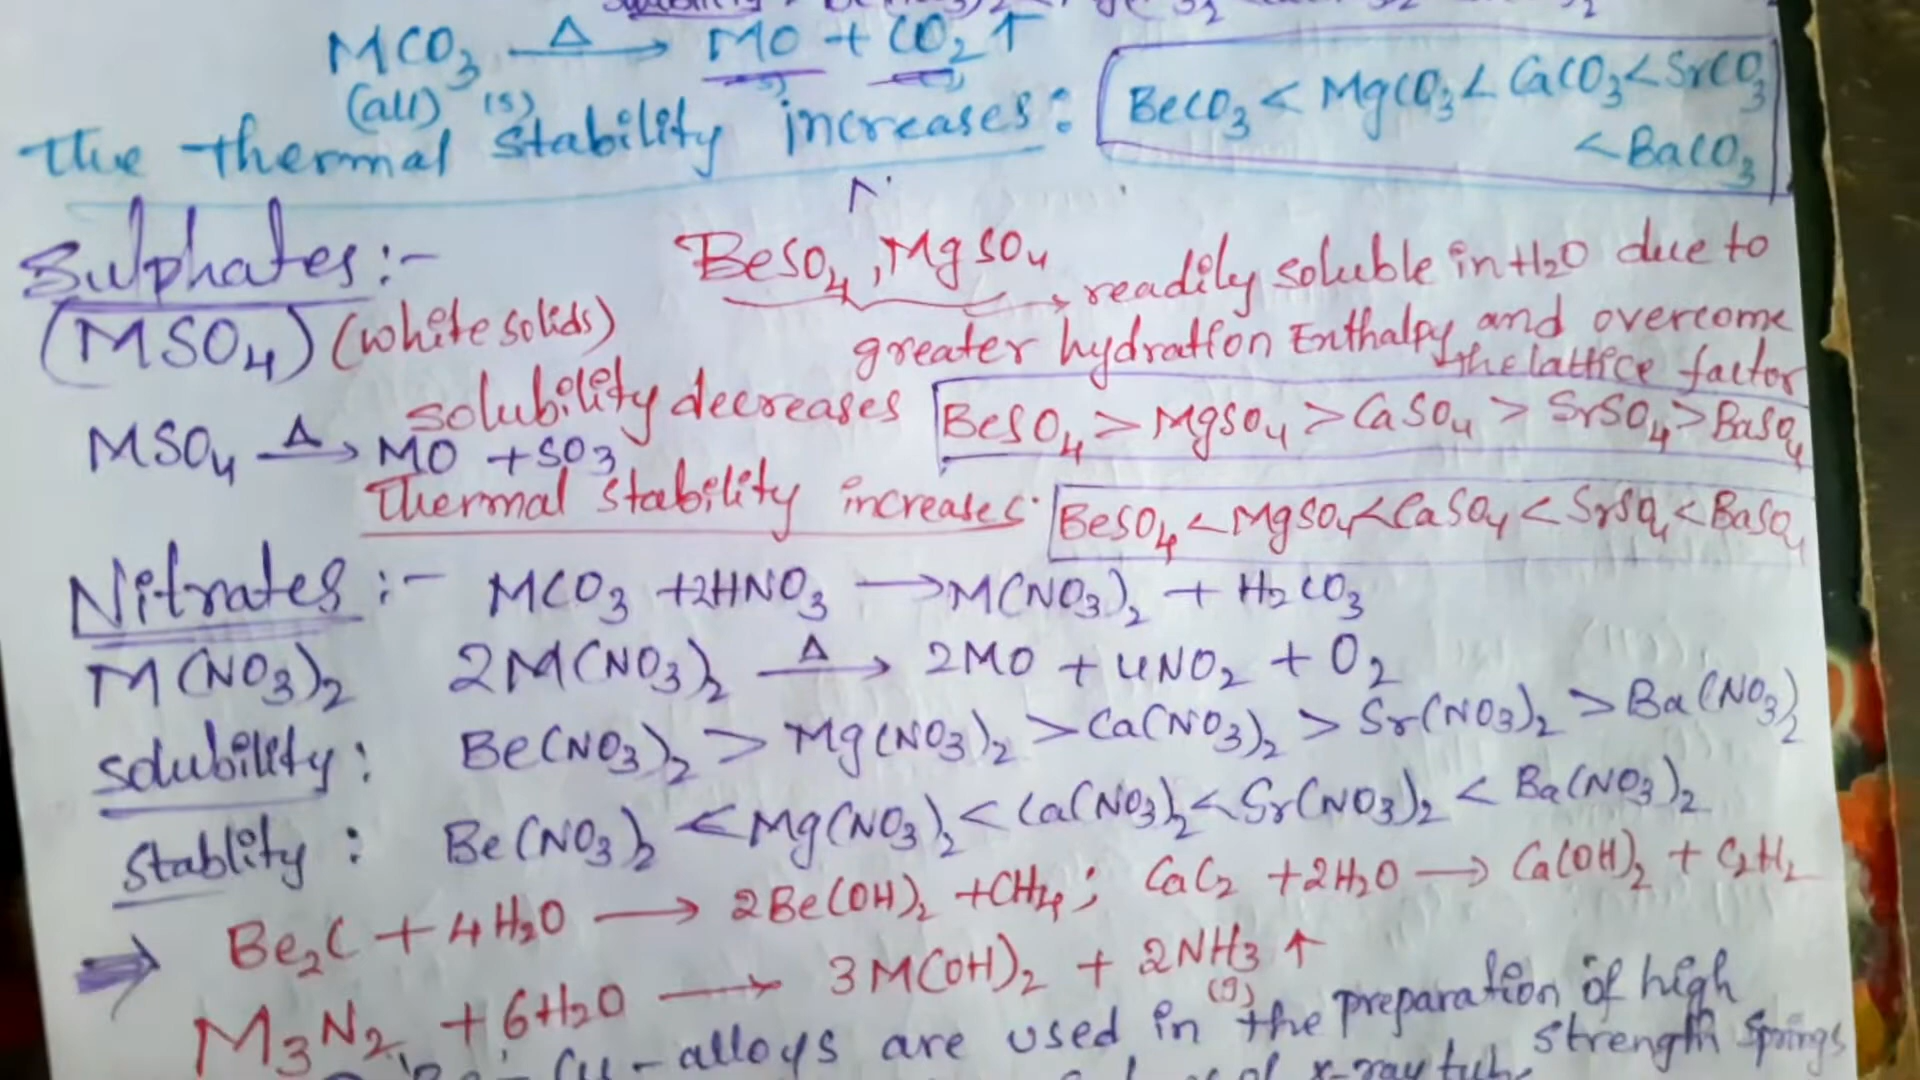 MCO₃ —Δ→ MO + CO₂↑
(all) (s) (s)
The thermal stability increases: BeCO₃ < MgCO₃ < CaCO₃ < SrCO₃
< BaCO₃
Sulphates :-
BeSO₄, MgSO₄ → readily soluble in H₂O due to
(MSO₄) (white solids)
greater hydration Enthalpy and overcome
the lattice factor
solubility decreases BeSO₄ > MgSO₄ > CaSO₄ > SrSO₄ > BaSO₄
MSO₄ —Δ→ MO + SO₃
Thermal stability increases: BeSO₄ < MgSO₄ < CaSO₄ < SrSO₄ < BaSO₄
Nitrates :- MCO₃ + 2HNO₃ → M(NO₃)₂ + H₂CO₃
M(NO₃)₂ 2M(NO₃)₂ —Δ→ 2MO + 4NO₂ + O₂
solubility : Be(NO₃)₂ > Mg(NO₃)₂ > Ca(NO₃)₂ > Sr(NO₃)₂ > Ba(NO₃)₂
Stablity : Be(NO₃)₂ < Mg(NO₃)₂ < Ca(NO₃)₂ < Sr(NO₃)₂ < Ba(NO₃)₂
⇒ Be₂C + 4H₂O → 2Be(OH)₂ + CH₄; CaC₂ + 2H₂O → Ca(OH)₂ + C₂H₂
M₃N₂ + 6H₂O → 3M(OH)₂ + 2NH₃↑
(g)
Cu-alloys are used in the preparation of high
strength springs
of x-ray tube